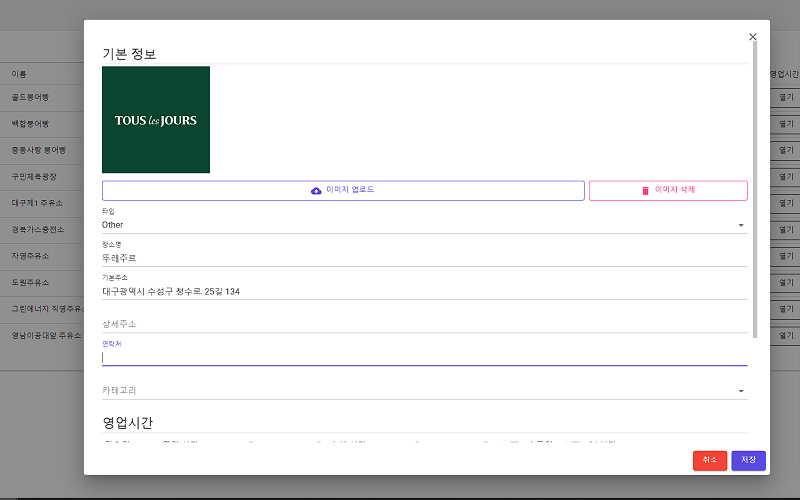 기본 정보
이름
영업시간
TOUS les JOURS
골드붕어빵
열기
백합붕어빵
열기
중동사랑 붕어빵
열기
구민체육광장
열기
이미지 업로드
이미지 삭제
대구제1 주유소
열기
타입
Other
경북가스충전소
열기
장소명
뚜레주르
자영주유소
열기
기본주소
대구광역시 수성구 청수로 25길 134
도원주유소
열기
그린에너지 직영주유소
열기
상세주소
영남이공대앞 주유소
열기
연락처
카테고리
영업시간
취소
저장